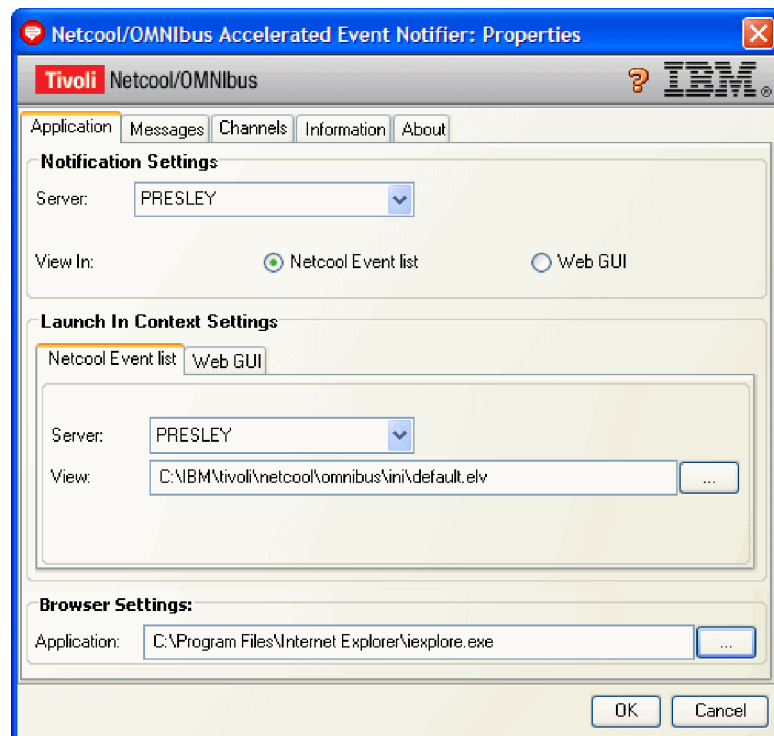 Netcool/OMNIbus Accelerated Event Notifier: Properties
Tivoli Netcool/OMNIbus ? IBM®
Application Messages Channels Information About
Notification Settings
Server: PRESLEY
View In: Netcool Event list Web GUI
Launch In Context Settings
Netcool Event list Web GUI
Server: PRESLEY
View: C:\IBM\tivoli\netcool\omnibus\ini\default.elv ...
Browser Settings:
Application: C:\Program Files\Internet Explorer\iexplore.exe ...
OK Cancel